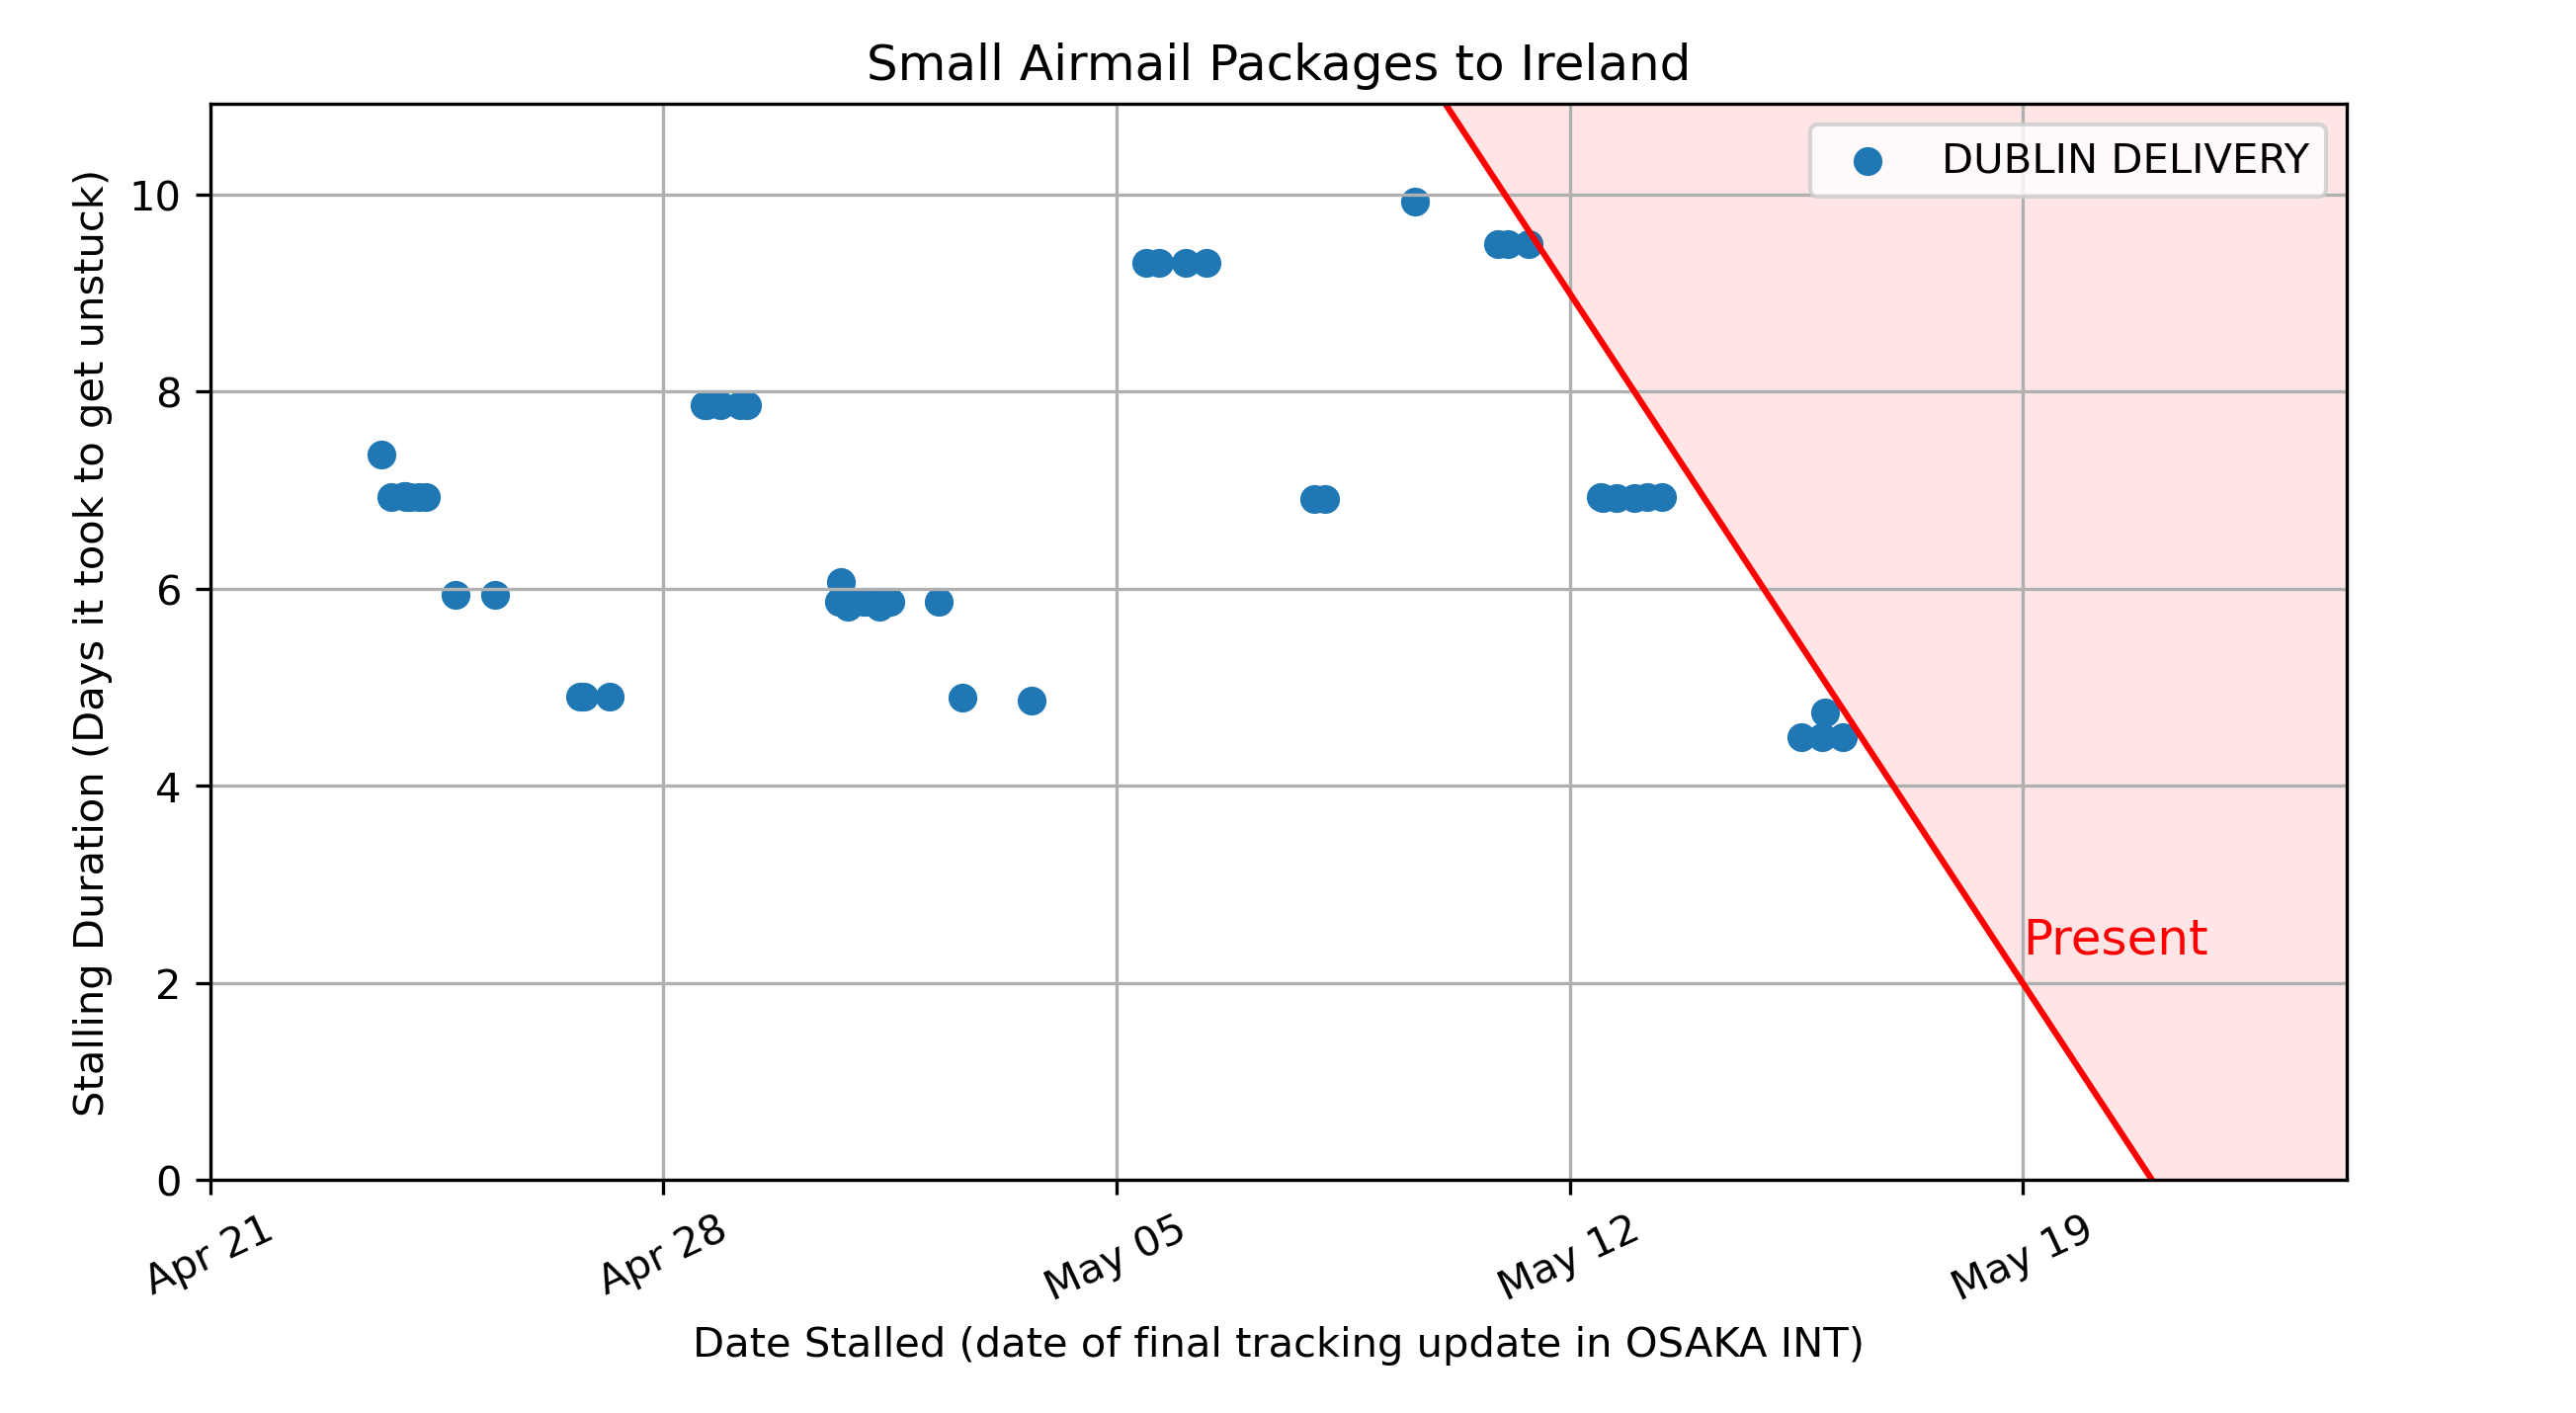 Small Airmail Packages to Ireland
DUBLIN DELIVERY
Stalling Duration (Days it took to get unstuck)
10
8
6
4
2
0
Present
Apr 21
Apr 28
May 05
May 12
May 19
Date Stalled (date of final tracking update in OSAKA INT)